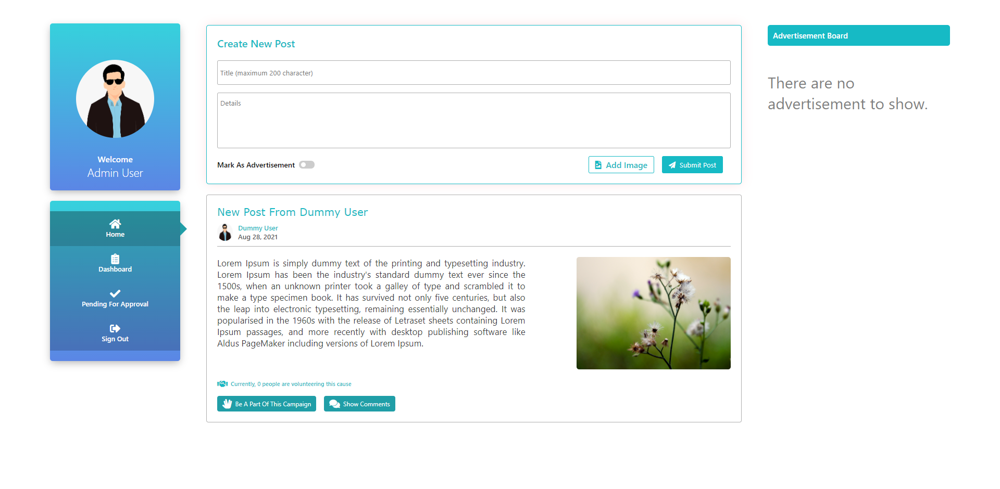 Welcome
Admin User
Home
Dashboard
Pending For Approval
Sign Out
Create New Post
Title (maximum 200 character)
Details
Mark As Advertisement
Add Image
Submit Post
New Post From Dummy User
Dummy User
Aug 28, 2021
Lorem Ipsum is simply dummy text of the printing and typesetting industry.
Lorem Ipsum has been the industry's standard dummy text ever since the
1500s, when an unknown printer took a galley of type and scrambled it to
make a type specimen book. It has survived not only five centuries, but also
the leap into electronic typesetting, remaining essentially unchanged. It was
popularised in the 1960s with the release of Letraset sheets containing Lorem
Ipsum passages, and more recently with desktop publishing software like
Aldus PageMaker including versions of Lorem Ipsum.
Currently, 0 people are volunteering this cause
Be A Part Of This Campaign
Show Comments
Advertisement Board
There are no
advertisement to show.